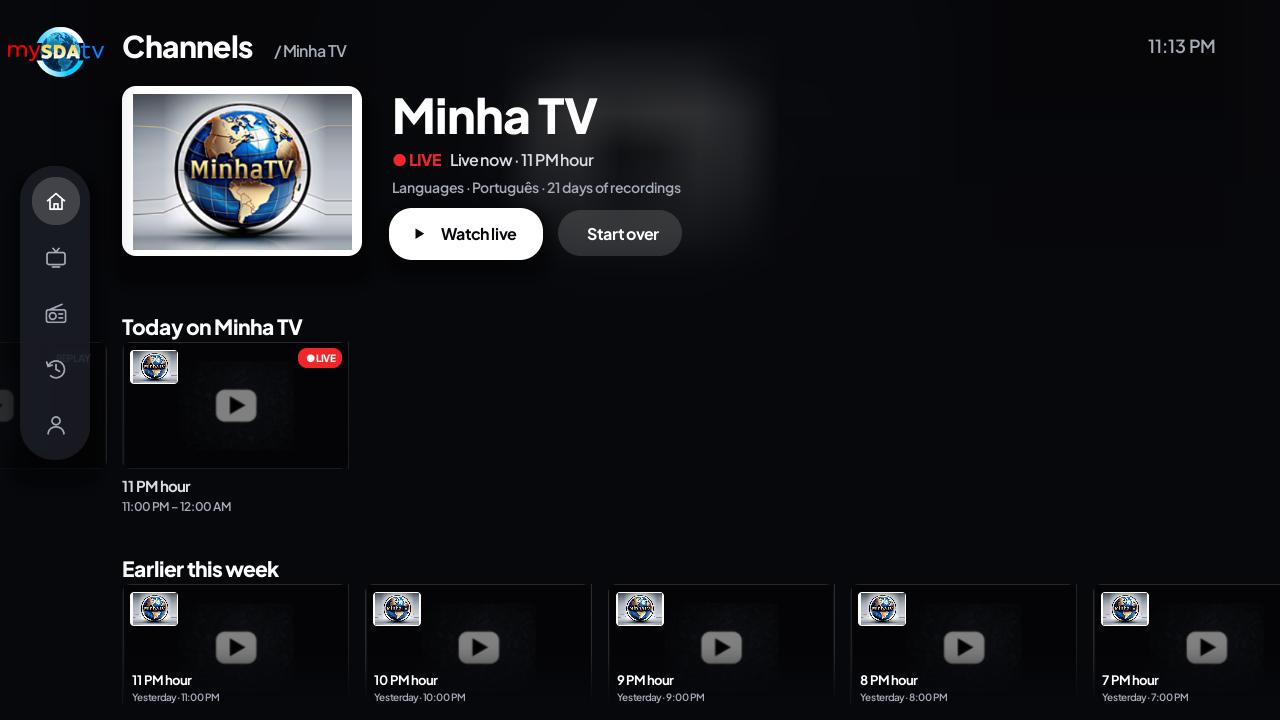 mySDAtv
Channels
/ Minha TV
11:13 PM
MinhaTV
Minha TV
LIVE
Live now · 11 PM hour
Languages · Português · 21 days of recordings
Watch live
Start over
Today on Minha TV
REPLAY
LIVE
11 PM hour
11:00 PM – 12:00 AM
Earlier this week
11 PM hour
Yesterday · 11:00 PM
10 PM hour
Yesterday · 10:00 PM
9 PM hour
Yesterday · 9:00 PM
8 PM hour
Yesterday · 8:00 PM
7 PM hour
Yesterday · 7:00 PM